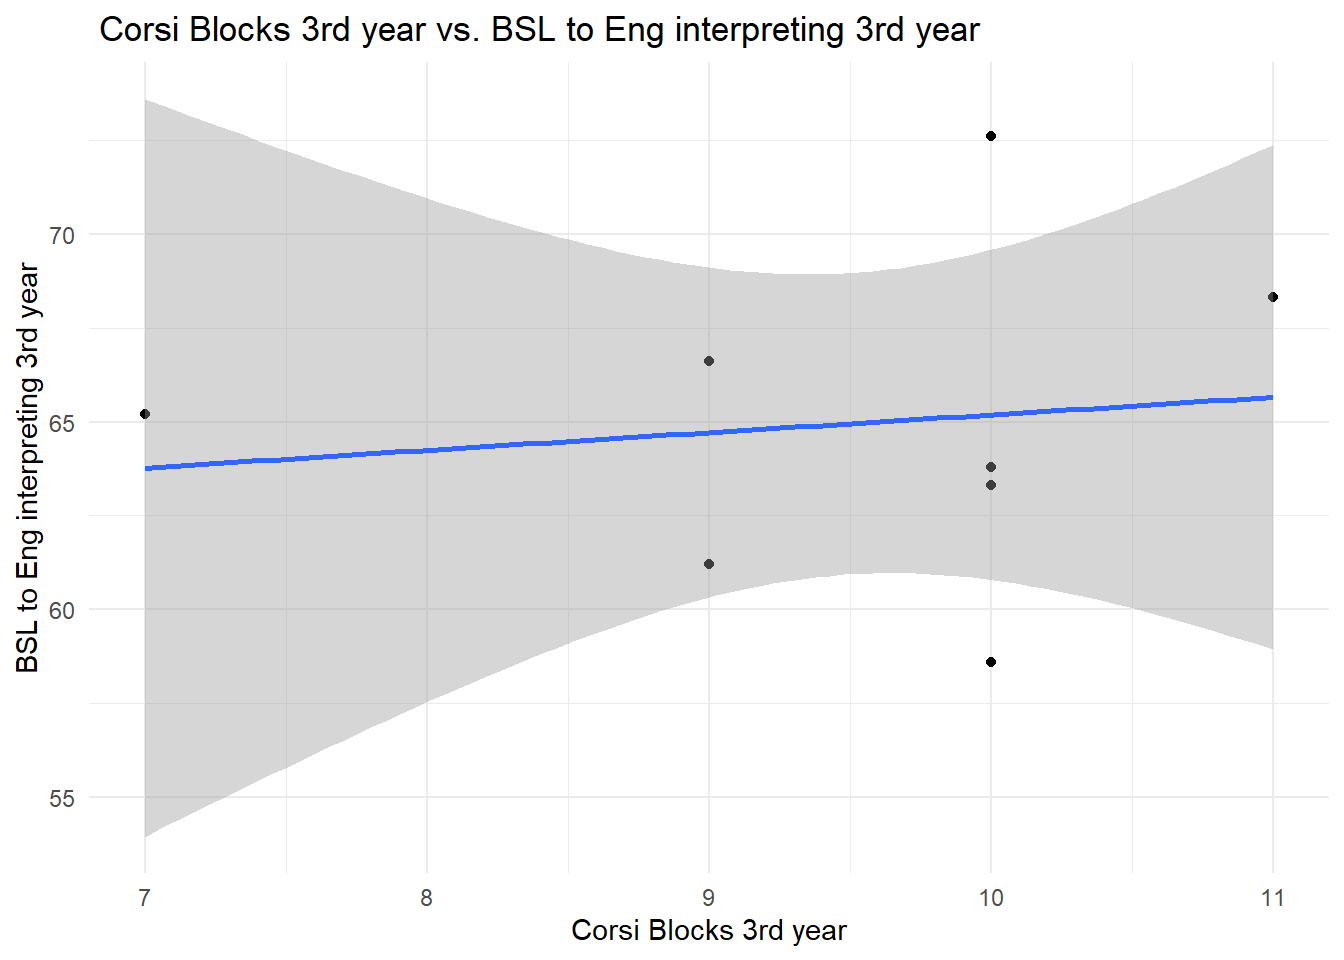 Corsi Blocks 3rd year vs. BSL to Eng interpreting 3rd year
BSL to Eng interpreting 3rd year
70
65
60
55
7 8 9 10 11
Corsi Blocks 3rd year